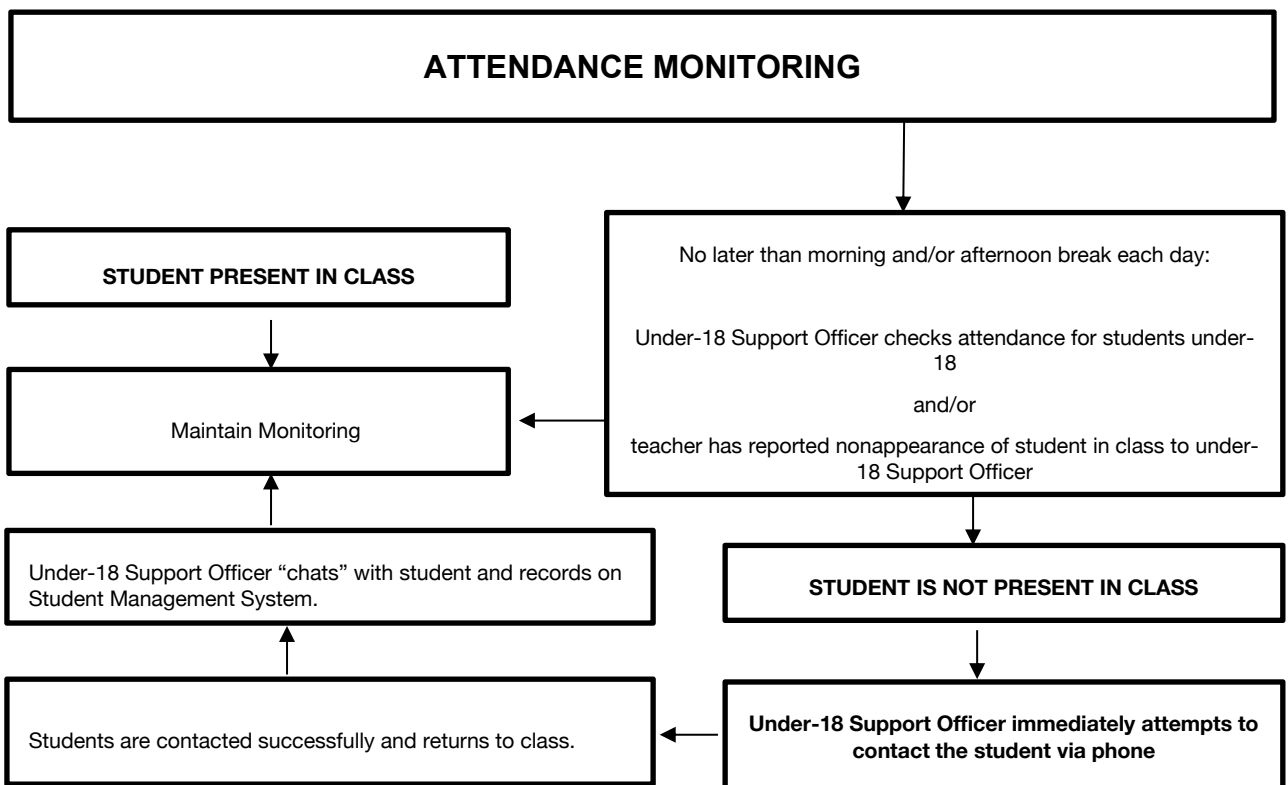 ATTENDANCE MONITORING
No later than morning and/or afternoon break each day:
Under-18 Support Officer checks attendance for students under-
18
and/or
teacher has reported nonappearance of student in class to under-
18 Support Officer
STUDENT PRESENT IN CLASS
Maintain Monitoring
Under-18 Support Officer “chats” with student and records on
Student Management System.
STUDENT IS NOT PRESENT IN CLASS
Students are contacted successfully and returns to class.
Under-18 Support Officer immediately attempts to
contact the student via phone